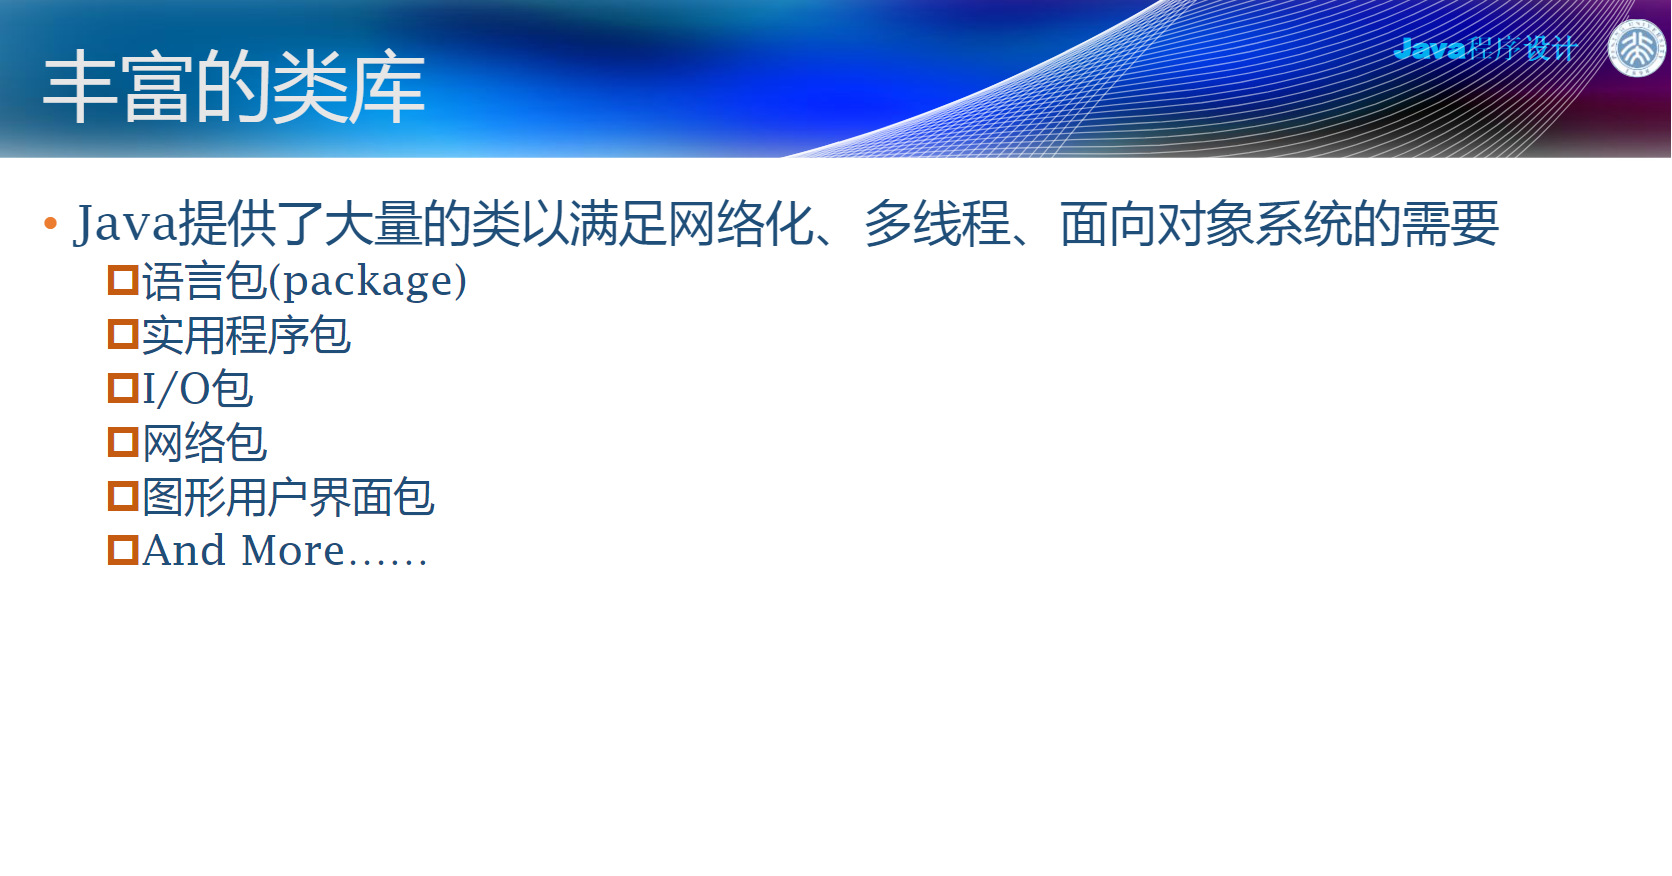 丰富的类库
Java程序设计
Java提供了大量的类以满足网络化、多线程、面向对象系统的需要
语言包(package)
实用程序包
I/O包
网络包
图形用户界面包
And More......